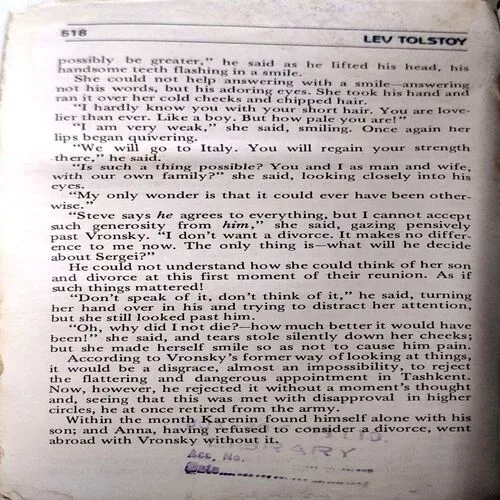 518
LEV TOLSTOY
possibly be greater," he said as he lifted his head, his
handsome teeth flashing in a smile.
She could not help answering with a smile—answering
not his words, but his adoring eyes. She took his hand and
ran it over her cold cheeks and chipped hair.
"I hardly know you with your short hair. You are love-
lier than ever. Like a boy. But how pale you are!"
"I am very weak," she said, smiling. Once again her
lips began quivering.
"We will go to Italy. You will regain your strength
there," he said.
"Is such a thing possible? You and I as man and wife,
with our own family?" she said, looking closely into his
eyes.
"My only wonder is that it could ever have been other-
wise."
"Steve says he agrees to everything, but I cannot accept
such generosity from him," she said, gazing pensively
past Vronsky. "I don't want a divorce. It makes no differ-
ence to me now. The only thing is—what will he decide
about Sergei?"
He could not understand how she could think of her son
and divorce at this first moment of their reunion. As if
such things mattered!
"Don't speak of it, don't think of it," he said, turning
her hand over in his and trying to distract her attention,
but she still looked past him.
"Oh, why did I not die?—how much better it would have
been!" she said, and tears stole silently down her cheeks;
but she made herself smile so as not to cause him pain.
According to Vronsky's former way of looking at things,
it would be a disgrace, almost an impossibility, to reject
the flattering and dangerous appointment in Tashkent.
Now, however, he rejected it without a moment's thought
and, seeing that this was met with disapproval in higher
circles, he at once retired from the army.
Within the month Karenin found himself alone with his
son; and Anna, having refused to consider a divorce, went
abroad with Vronsky without it.
Acc, No.
Date